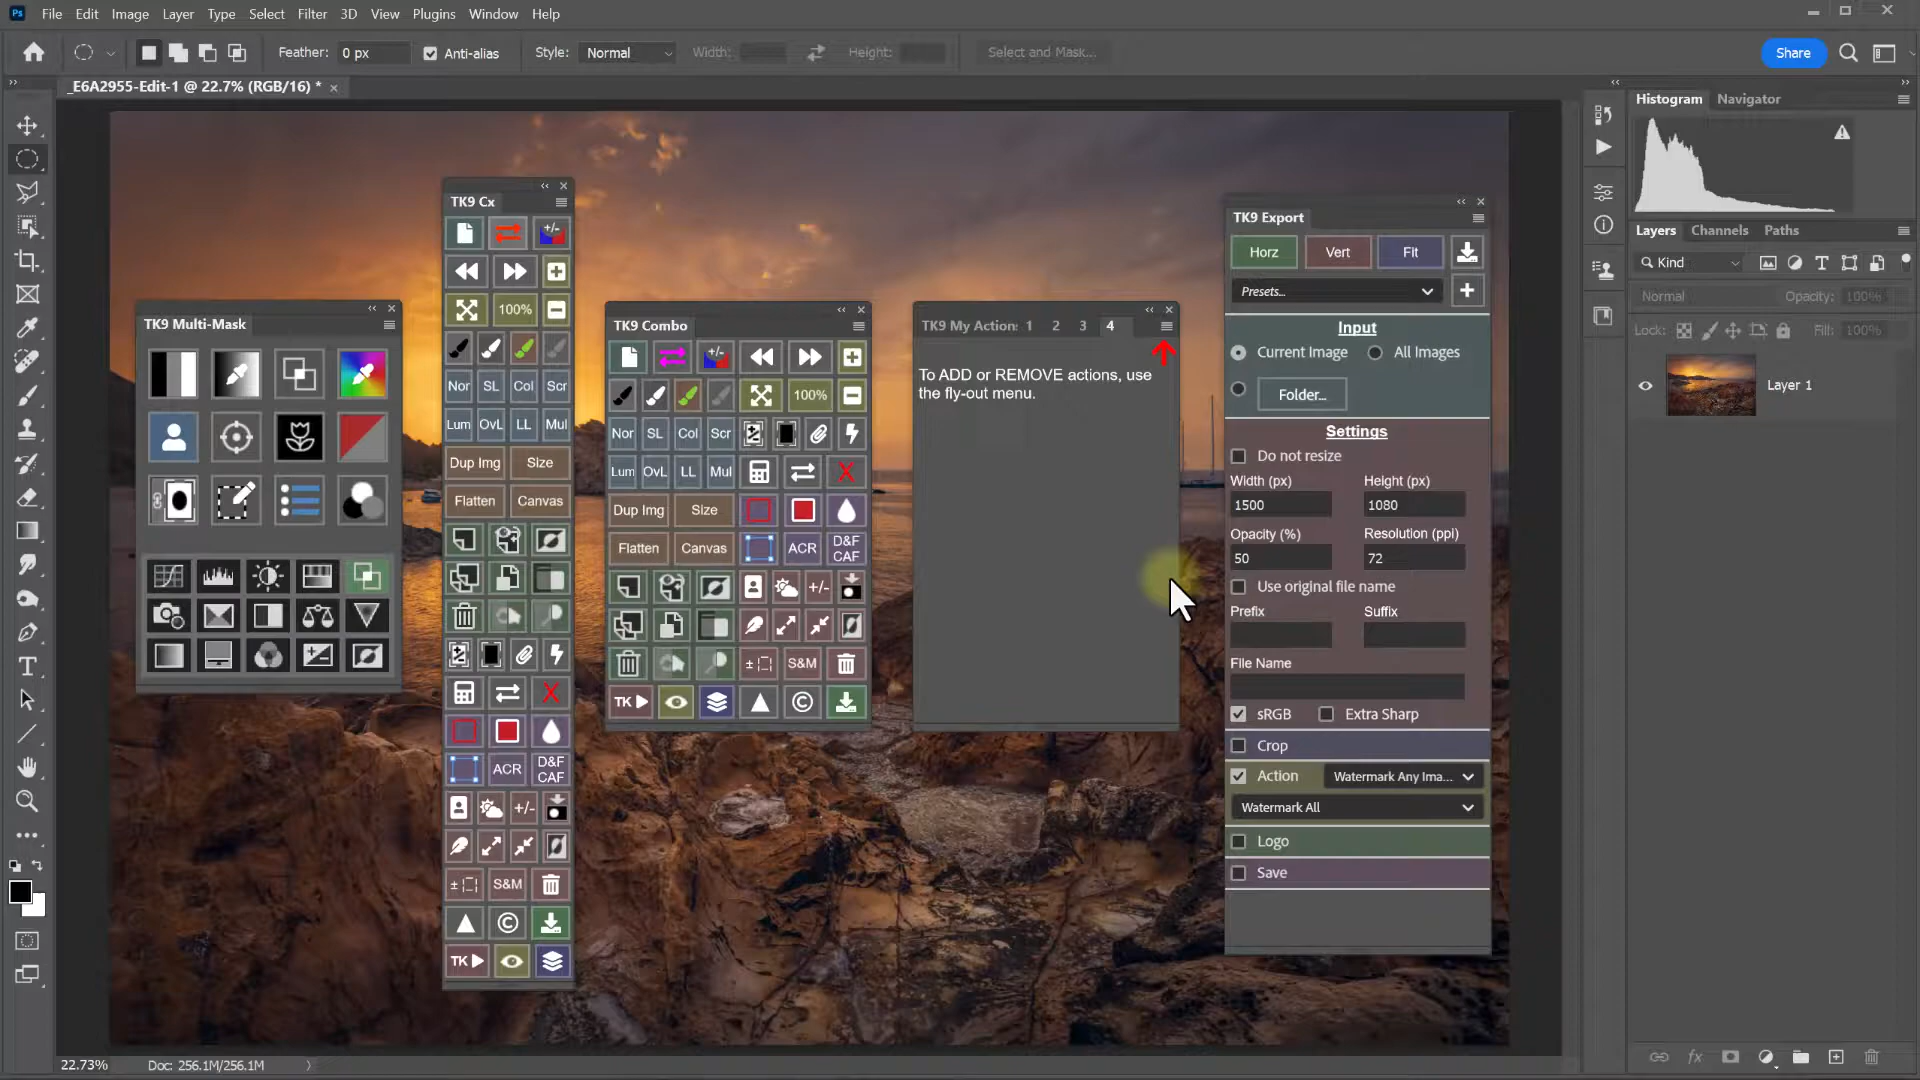 Ps File Edit Image Layer Type Select Filter 3D View Plugins Window Help
Feather: 0 px Anti-alias Style: Normal Width: Height: Select and Mask... Share
_E6A2955-Edit-1 @ 22.7% (RGB/16) *
TK9 Multi-Mask
TK9 Cx
+/-
100%
Nor SL Col Scr
Lum OvL LL Mul
Dup Img Size
Flatten Canvas
ACR D&F CAF
+/-
S&M
TK
TK9 Combo
+/-
100%
Nor SL Col Scr
Lum OvL LL Mul
Dup Img Size
Flatten Canvas ACR D&F CAF
+/-
S&M
TK
TK9 My Action: 1 2 3 4
To ADD or REMOVE actions, use
the fly-out menu.
TK9 Export
Horz Vert Fit
Presets...
Input
Current Image All Images
Folder...
Settings
Do not resize
Width (px) Height (px)
1500 1080
Opacity (%) Resolution (ppi)
50 72
Use original file name
Prefix Suffix
File Name
sRGB Extra Sharp
Crop
Action Watermark Any Ima...
Watermark All
Logo
Save
Histogram Navigator
Layers Channels Paths
Kind
Normal Opacity: 100%
Lock: Fill: 100%
Layer 1
fx
22.73% Doc: 256.1M/256.1M